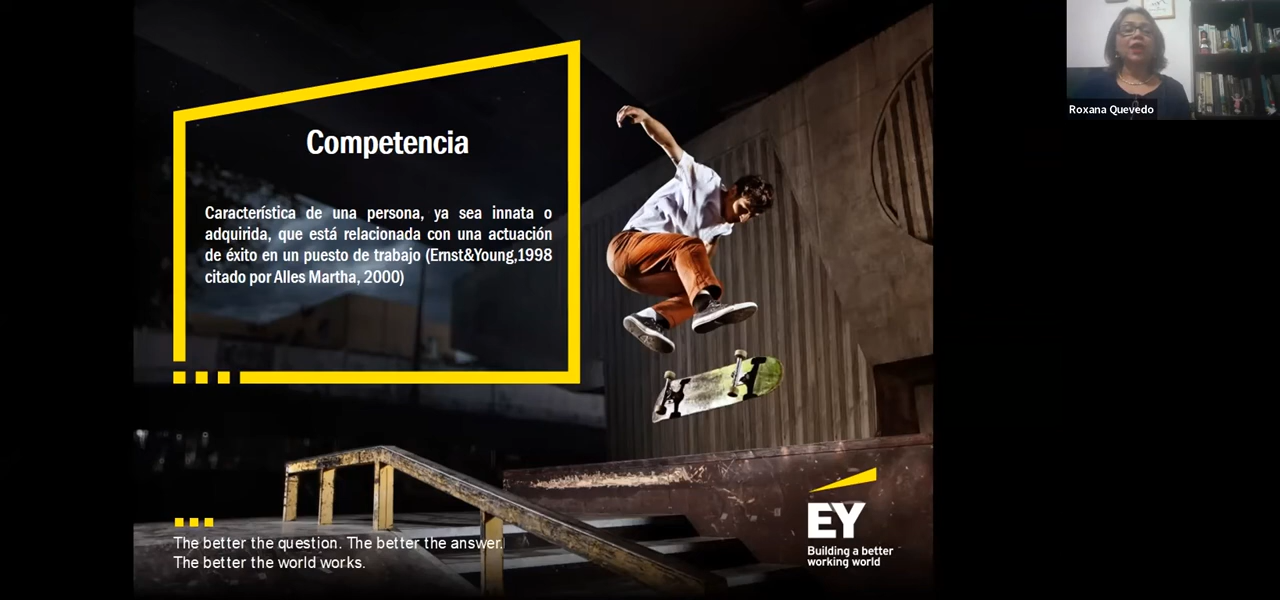 Competencia
Característica de una persona, ya sea innata o
adquirida, que está relacionada con una actuación
de éxito en un puesto de trabajo (Ernst&Young,1998
citado por Alles Martha, 2000)
The better the question. The better the answer.
The better the world works.
EY
Building a better
working world
Roxana Quevedo